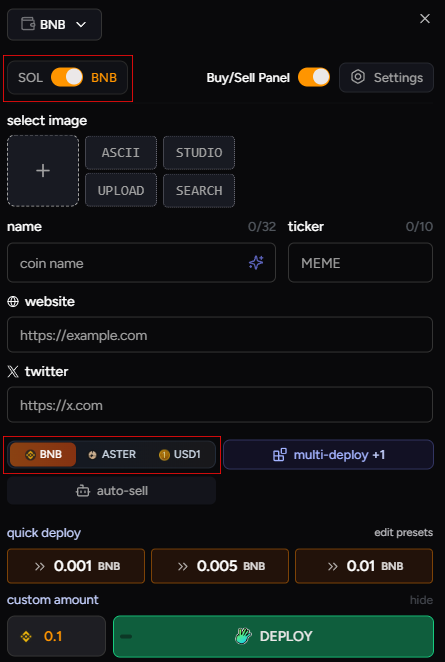 BNB
SOL BNB Buy/Sell Panel Settings
select image
ASCII STUDIO
UPLOAD SEARCH
name 0/32 ticker 0/10
coin name MEME
website
https://example.com
twitter
https://x.com
BNB ASTER USD1 multi-deploy +1
auto-sell
quick deploy edit presets
0.001 BNB 0.005 BNB 0.01 BNB
custom amount hide
0.1 DEPLOY